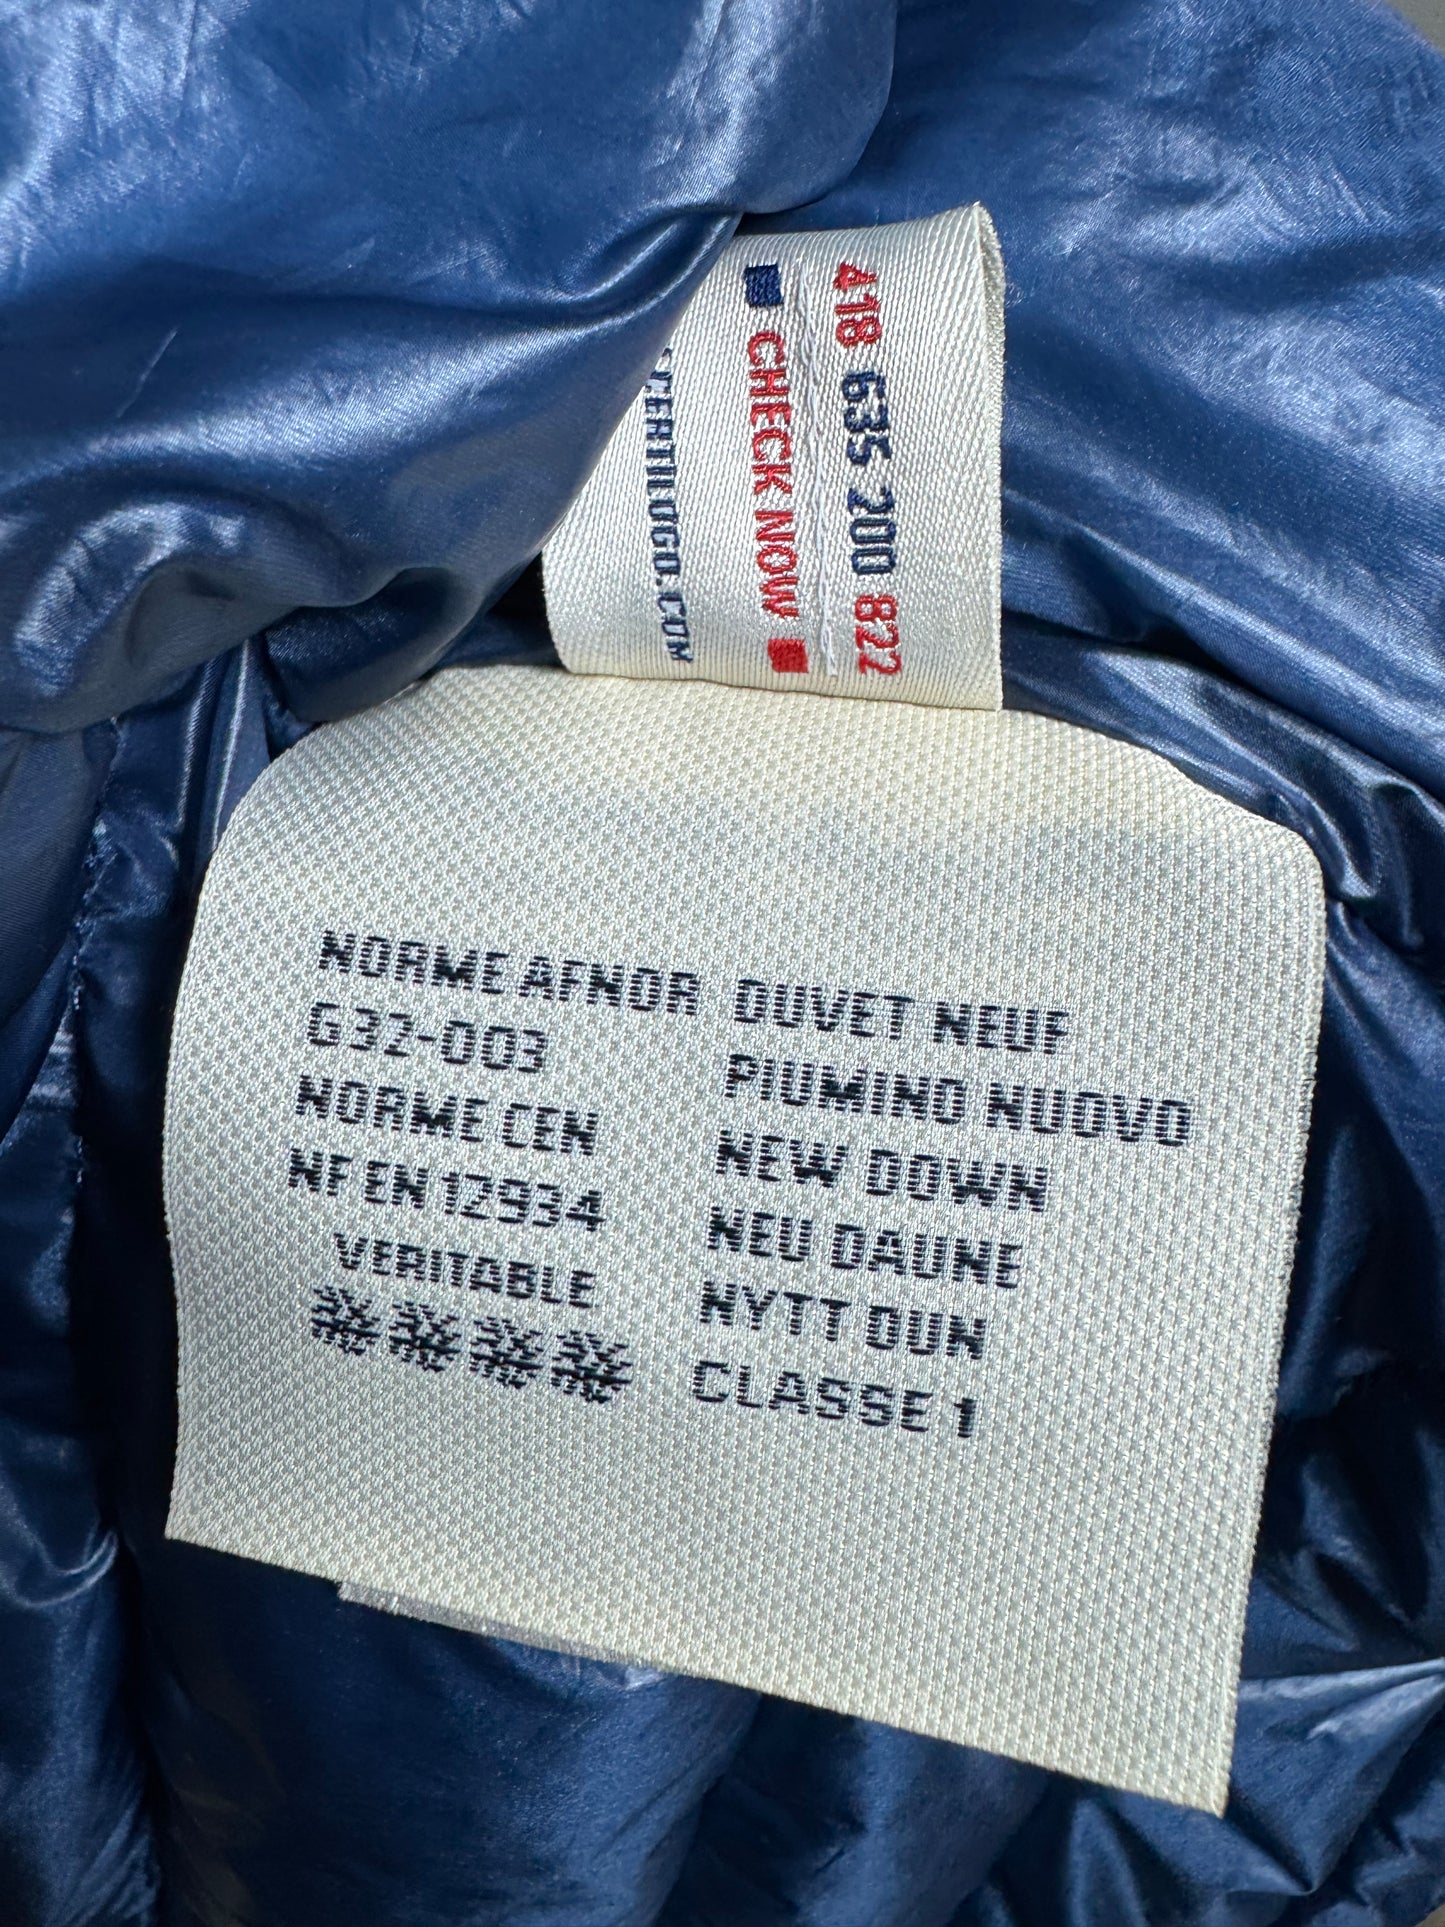 418 635 200 822
CHECK NOW
CERTILOGO.COM
NORME AFNOR
G32-003
NORME CEN
NF EN 12934
VERITABLE
DUVET NEUF
PIUMINO NUOVO
NEW DOWN
NEU DAUNE
NYTT DUN
CLASSE 1